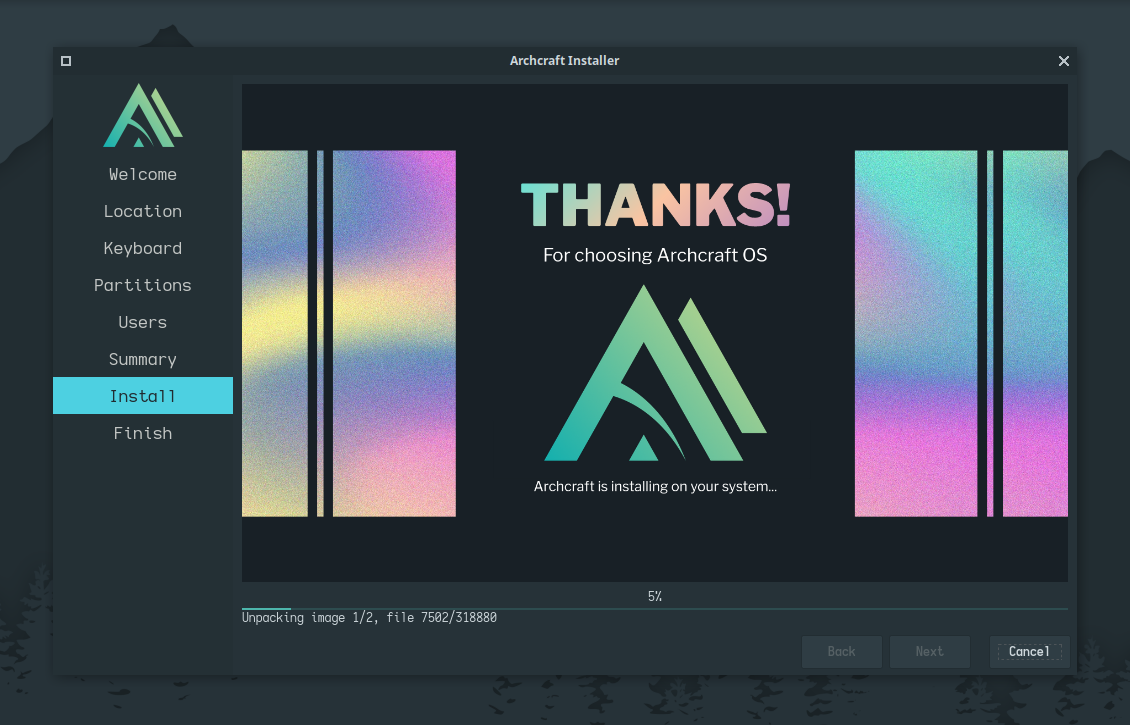 Archcraft Installer
Welcome
Location
Keyboard
Partitions
Users
Summary
Install
Finish
THANKS!
For choosing Archcraft OS
Archcraft is installing on your system...
5%
Unpacking image 1/2, file 7502/318880
Back
Next
Cancel